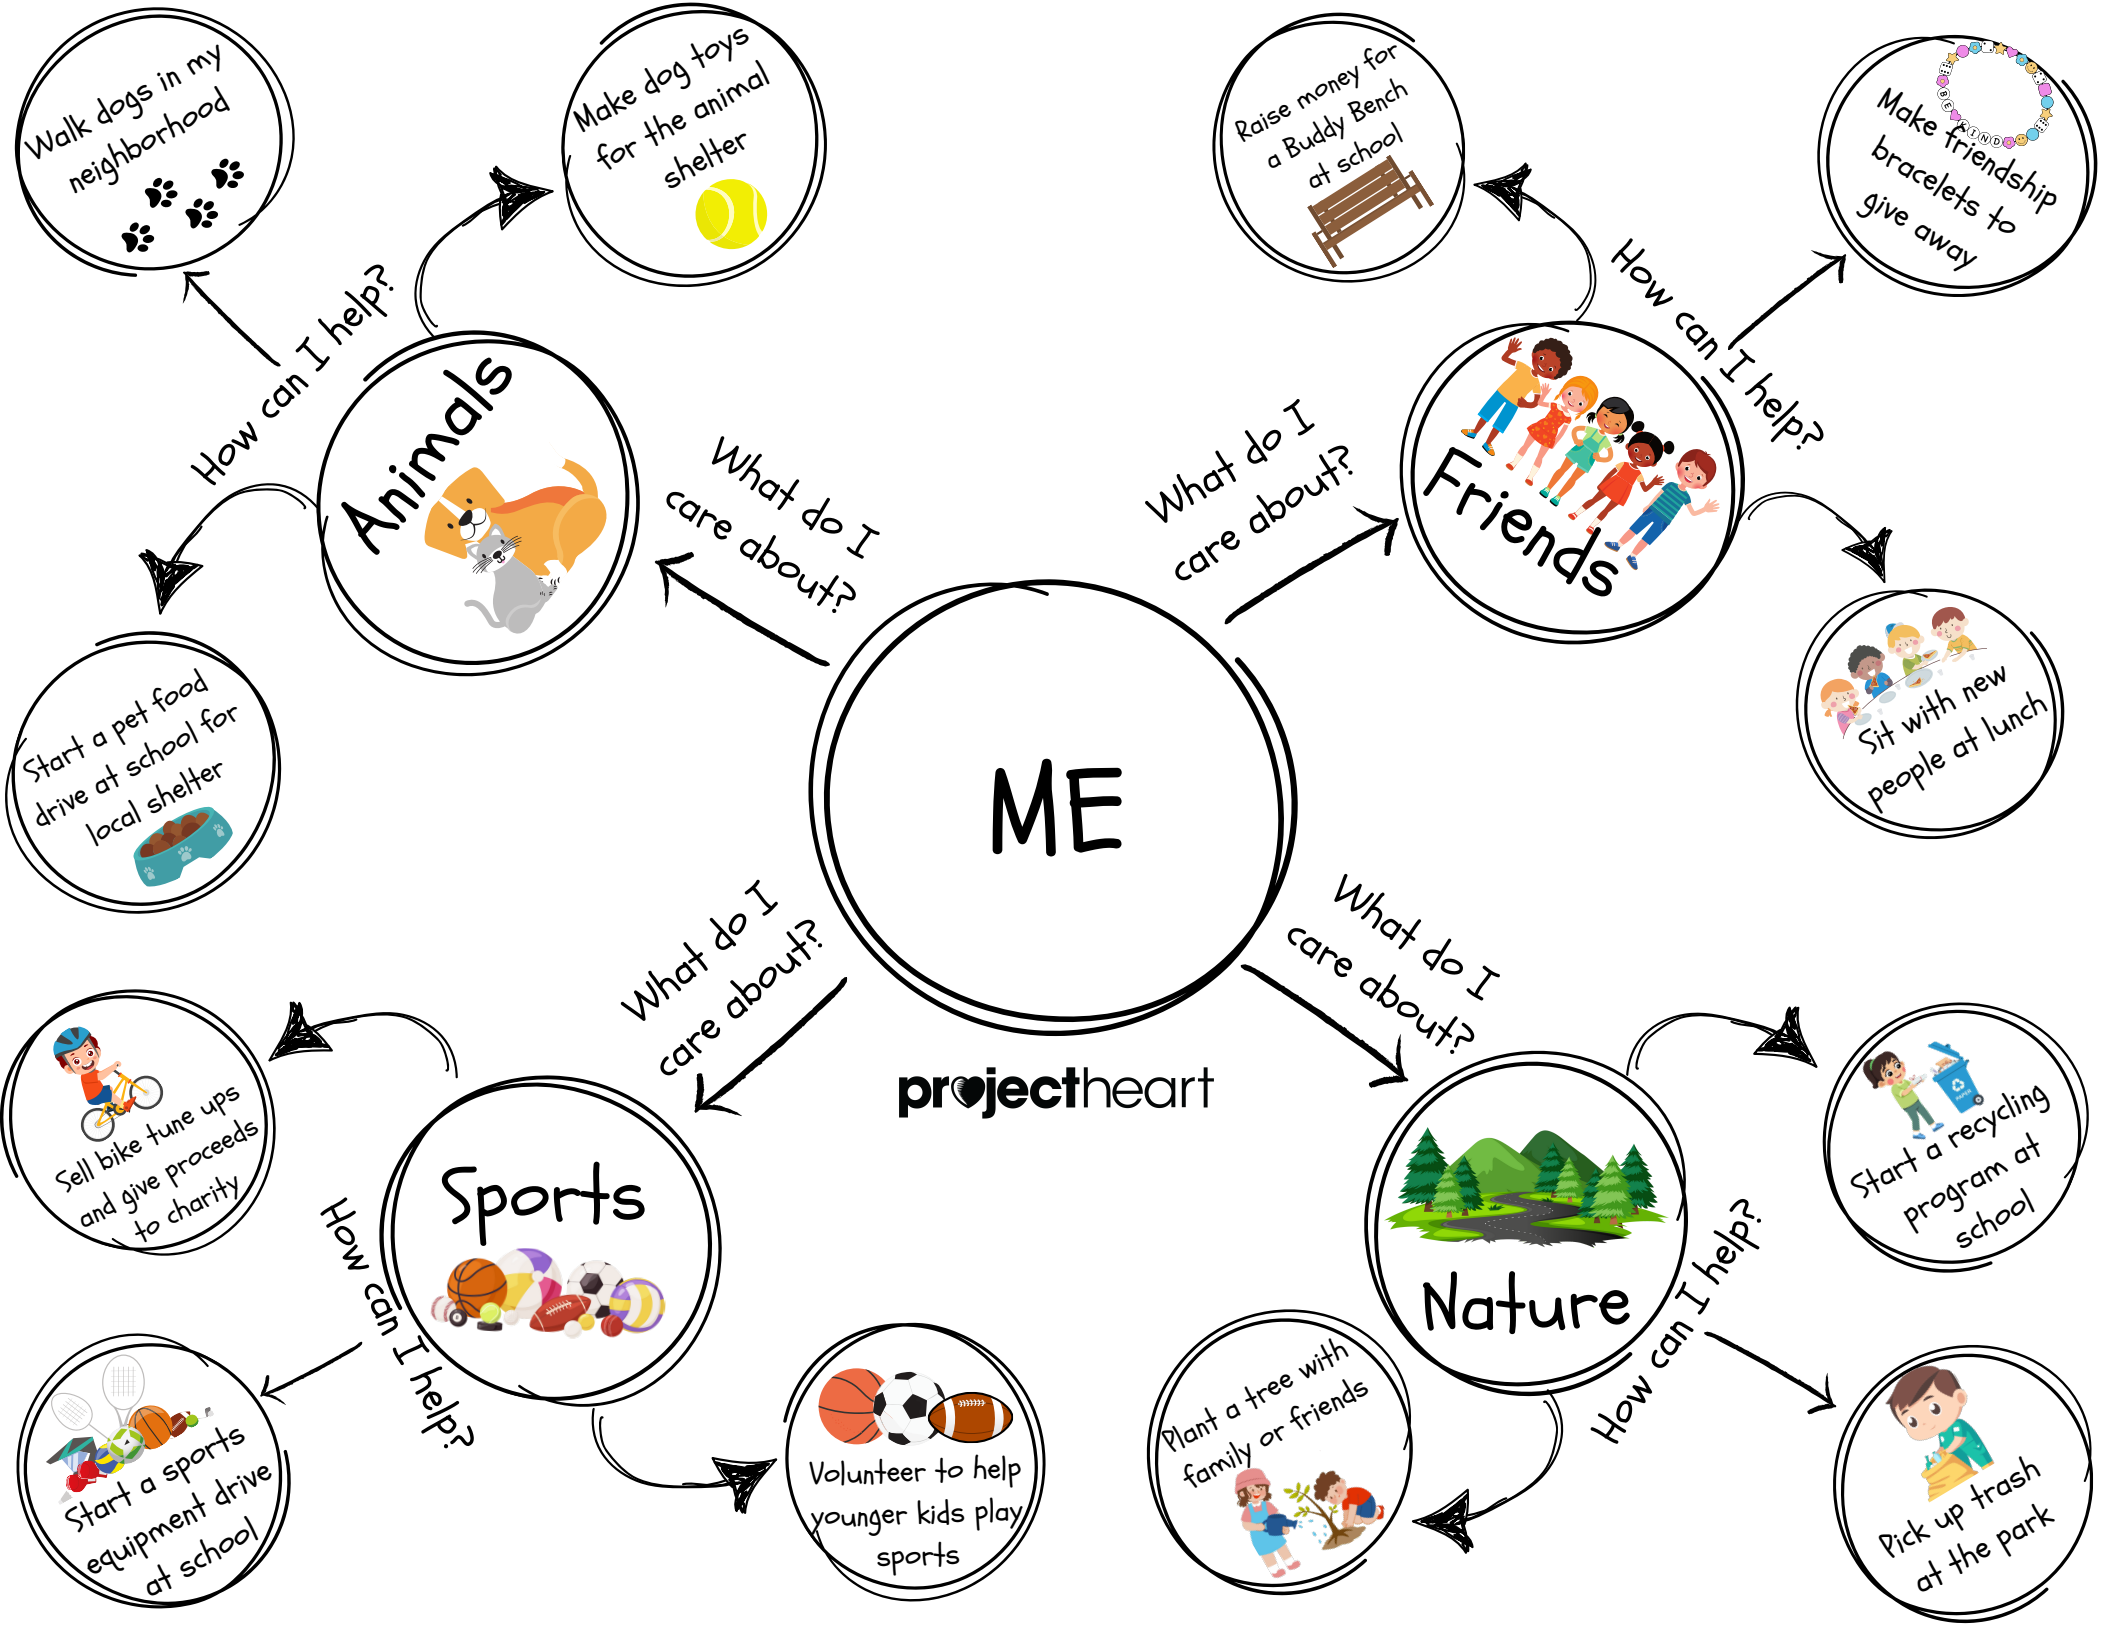 Walk dogs in my
neighborhood
Make dog toys
for the animal
shelter
How can I help?
Animals
Start a pet food
drive at school for
local shelter
What do I
care about?
Raise money for
a Buddy Bench
at school
BE KIND
Make friendship
bracelets to
give away
How can I help?
Friends
Sit with new
people at lunch
What do I
care about?
ME
What do I
care about?
Sell bike tune ups
and give proceeds
to charity
Sports
How can I help?
Start a sports
equipment drive
at school
Volunteer to help
younger kids play
sports
projectheart
What do I
care about?
Nature
How can I help?
PAPER
Start a recycling
program at
school
Plant a tree with
family or friends
Pick up trash
at the park